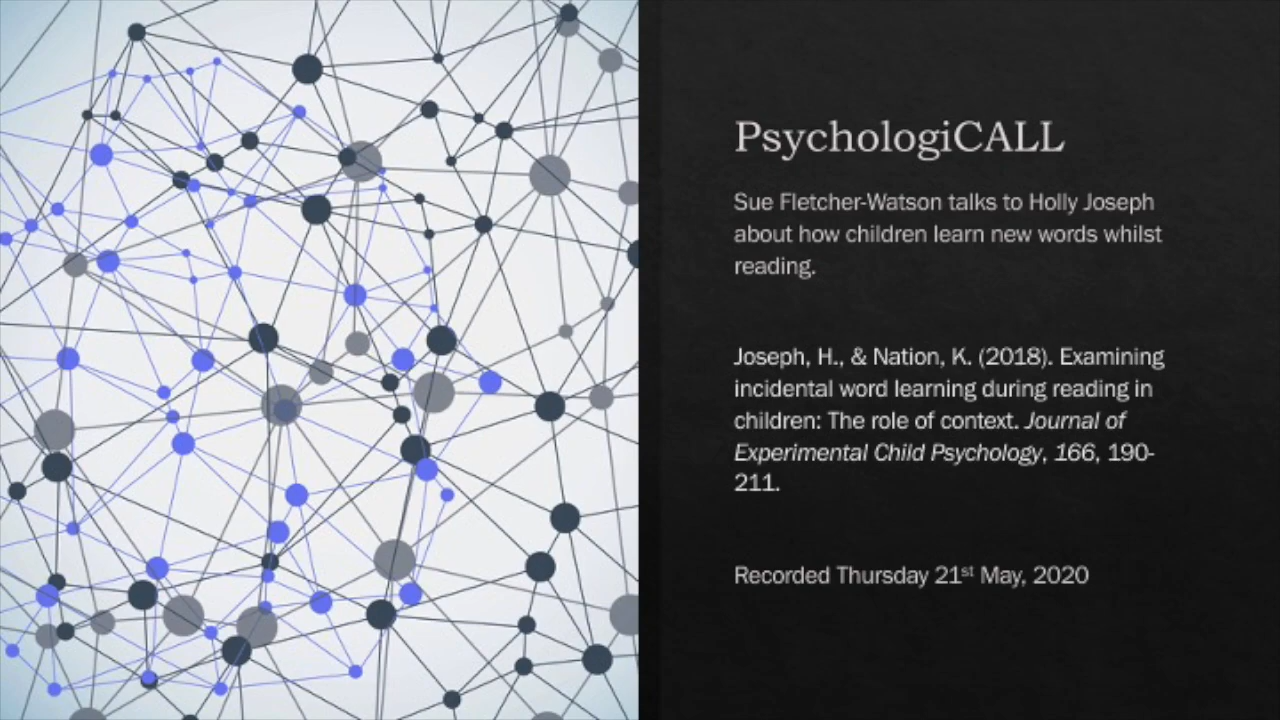 PsychologiCALL
Sue Fletcher-Watson talks to Holly Joseph
about how children learn new words whilst
reading.
Joseph, H., & Nation, K. (2018). Examining
incidental word learning during reading in
children: The role of context. Journal of
Experimental Child Psychology, 166, 190-
211.
Recorded Thursday 21st May, 2020